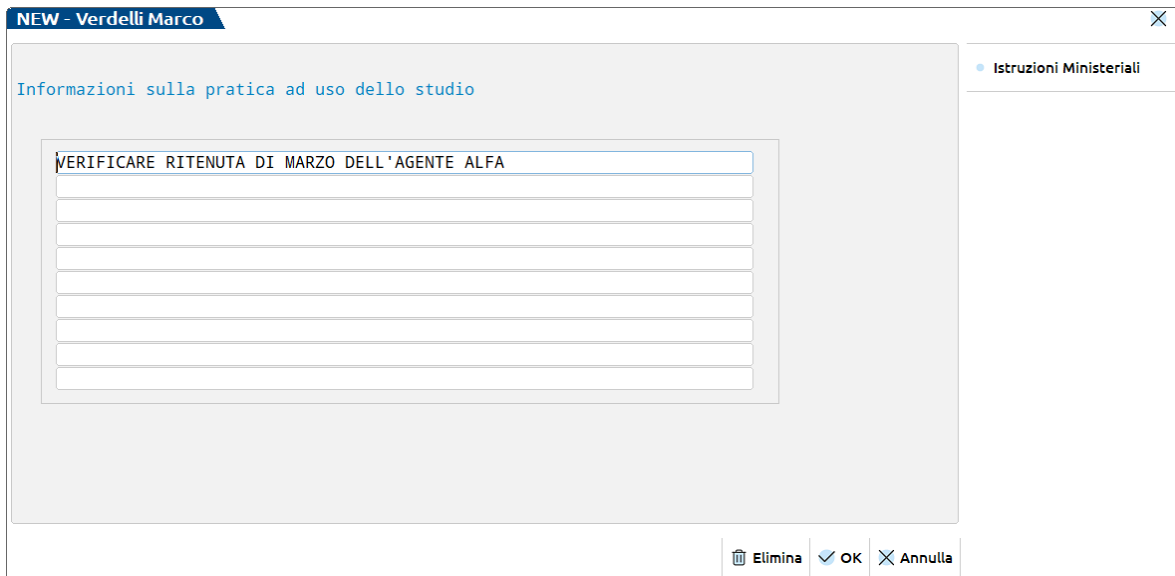 NEW - Verdelli Marco
Istruzioni Ministeriali
Informazioni sulla pratica ad uso dello studio
VERIFICARE RITENUTA DI MARZO DELL'AGENTE ALFA
Elimina OK Annulla